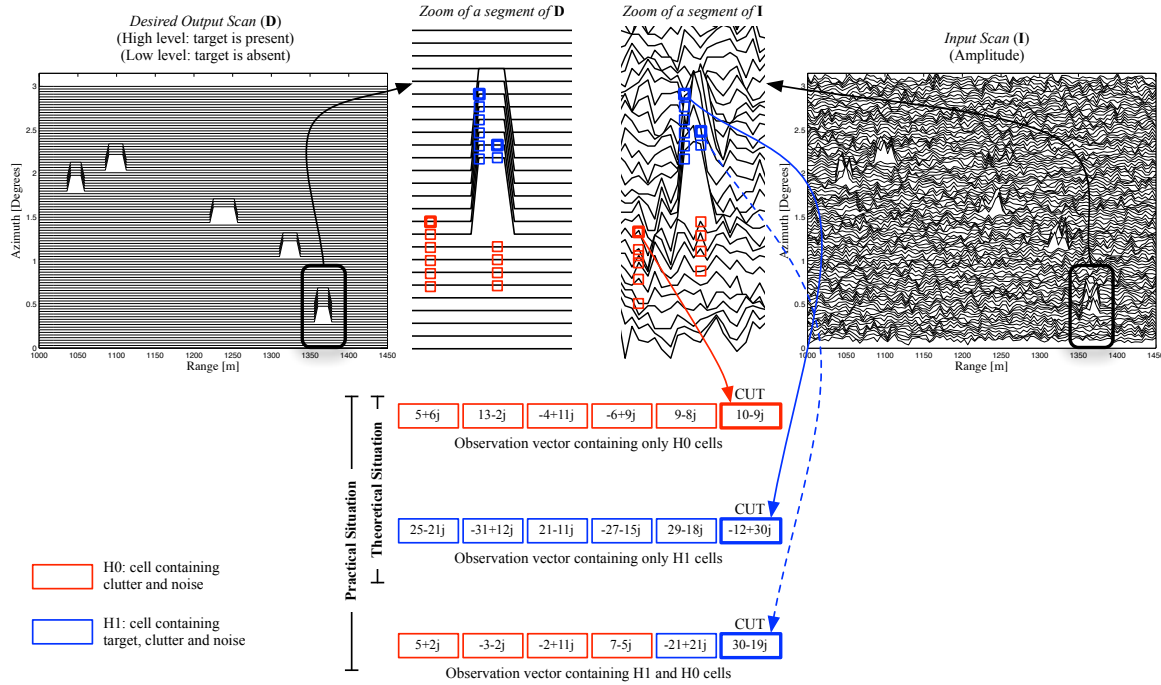 Desired Output Scan (D)
(High level: target is present)
(Low level: target is absent)
Zoom of a segment of D
Zoom of a segment of I
Input Scan (I)
(Amplitude)
3
2.5
2
1.5
1
0.5
0
Azimuth [Degrees]
1000 1050 1100 1150 1200 1250 1300 1350 1400 1450
Range [m]
3
2.5
2
1.5
1
0.5
0
Azimuth [Degrees]
1000 1050 1100 1150 1200 1250 1300 1350 1400 1450
Range [m]
Practical Situation
Theoretical Situation
CUT
5+6j 13-2j -4+11j -6+9j 9-8j 10-9j
Observation vector containing only H0 cells
CUT
25-21j -31+12j 21-11j -27-15j 29-18j -12+30j
Observation vector containing only H1 cells
H0: cell containing
clutter and noise
H1: cell containing
target, clutter and noise
CUT
5+2j -3-2j -2+11j 7-5j -21+21j 30-19j
Observation vector containing H1 and H0 cells